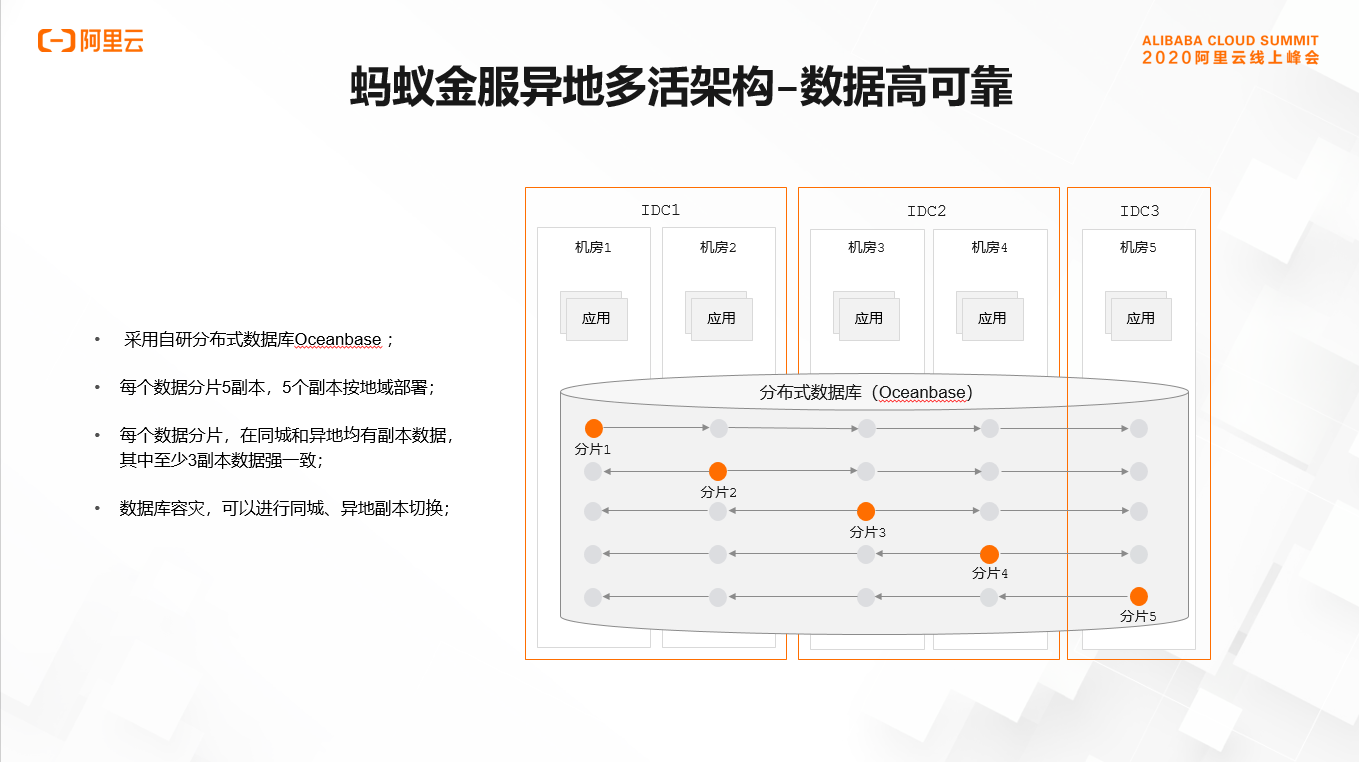 阿里云
ALIBABA CLOUD SUMMIT
2020阿里云线上峰会
蚂蚁金服异地多活架构-数据高可靠
• 采用自研分布式数据库Oceanbase ；
• 每个数据分片5副本，5个副本按地域部署；
• 每个数据分片，在同城和异地均有副本数据，
其中至少3副本数据强一致；
• 数据库容灾，可以进行同城、异地副本切换；
IDC1
IDC2
IDC3
机房1
机房2
机房3
机房4
机房5
应用
应用
应用
应用
应用
分布式数据库（Oceanbase）
分片1
分片2
分片3
分片4
分片5